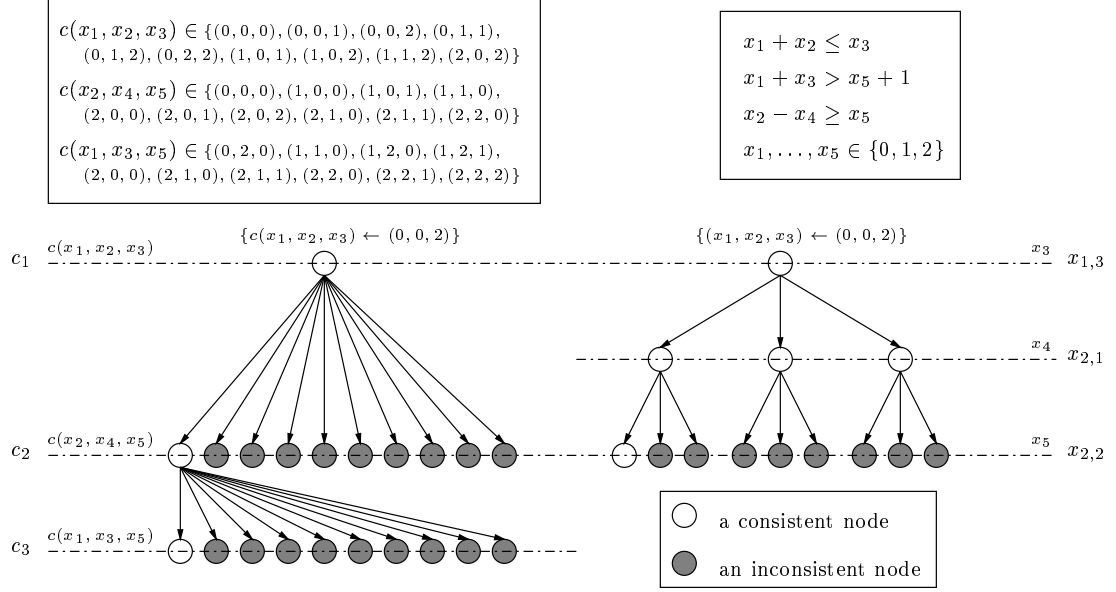 c(x₁, x₂, x₃) ∈ {(0, 0, 0), (0, 0, 1), (0, 0, 2), (0, 1, 1),
(0, 1, 2), (0, 2, 2), (1, 0, 1), (1, 0, 2), (1, 1, 2), (2, 0, 2)}
c(x₂, x₄, x₅) ∈ {(0, 0, 0), (1, 0, 0), (1, 0, 1), (1, 1, 0),
(2, 0, 0), (2, 0, 1), (2, 0, 2), (2, 1, 0), (2, 1, 1), (2, 2, 0)}
c(x₁, x₃, x₅) ∈ {(0, 2, 0), (1, 1, 0), (1, 2, 0), (1, 2, 1),
(2, 0, 0), (2, 1, 0), (2, 1, 1), (2, 2, 0), (2, 2, 1), (2, 2, 2)}
x₁ + x₂ ≤ x₃
x₁ + x₃ > x₅ + 1
x₂ − x₄ ≥ x₅
x₁, . . . , x₅ ∈ {0, 1, 2}
{c(x₁, x₂, x₃) ← (0, 0, 2)}
{(x₁, x₂, x₃) ← (0, 0, 2)}
c₁ c(x₁, x₂, x₃)
x₃ x₁,₃
x₄ x₂,₁
c₂ c(x₂, x₄, x₅)
x₅ x₂,₂
c₃ c(x₁, x₃, x₅)
a consistent node
an inconsistent node